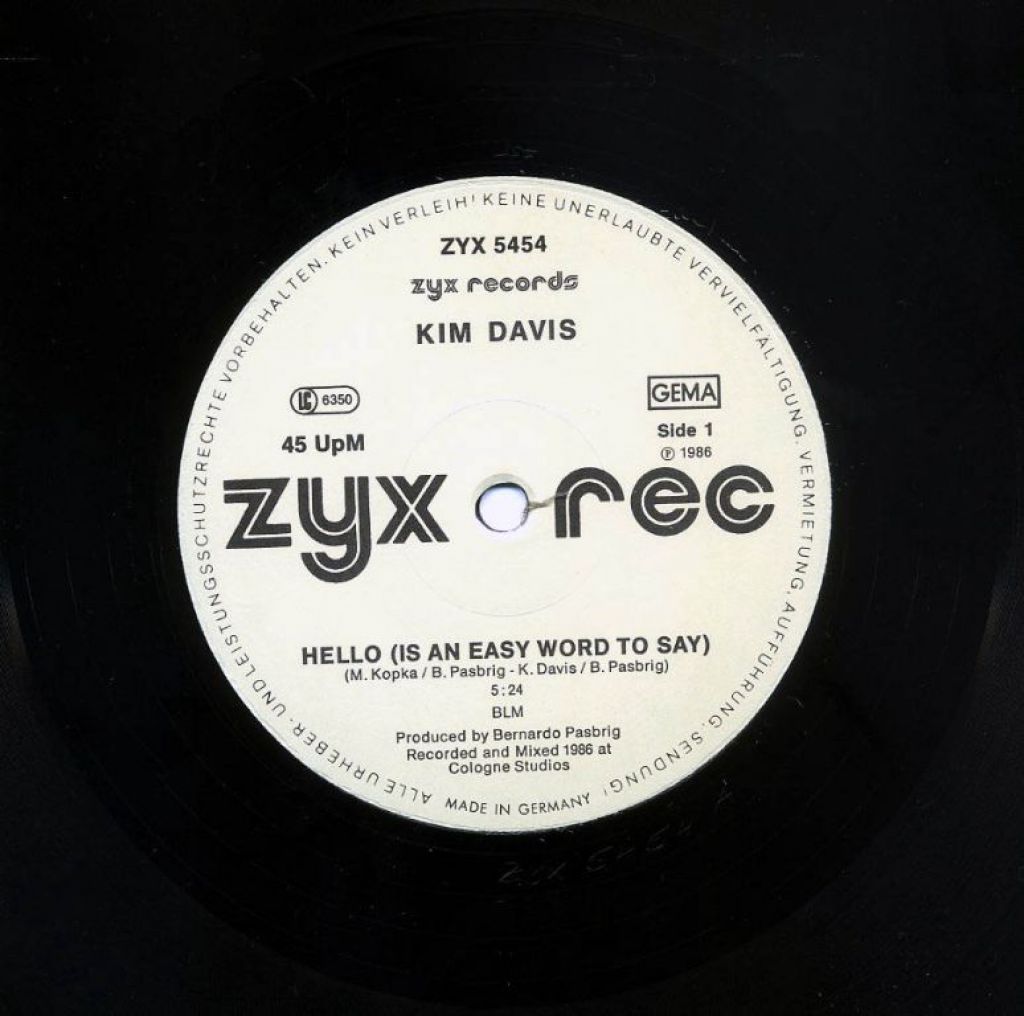 ZYX 5454
zyx records
KIM DAVIS
LC 6350
GEMA
45 UpM
Side 1
℗ 1986
zyx rec
HELLO (IS AN EASY WORD TO SAY)
(M. Kopka / B. Pasbrig - K. Davis / B. Pasbrig)
5:24
BLM
Produced by Bernardo Pasbrig
Recorded and Mixed 1986 at
Cologne Studios
ALLE URHEBER- UND LEISTUNGSSCHUTZRECHTE VORBEHALTEN. KEIN VERLEIH! KEINE UNERLAUBTE VERVIELFÄLTIGUNG. VERMIETUNG, AUFFÜHRUNG, SENDUNG!
MADE IN GERMANY